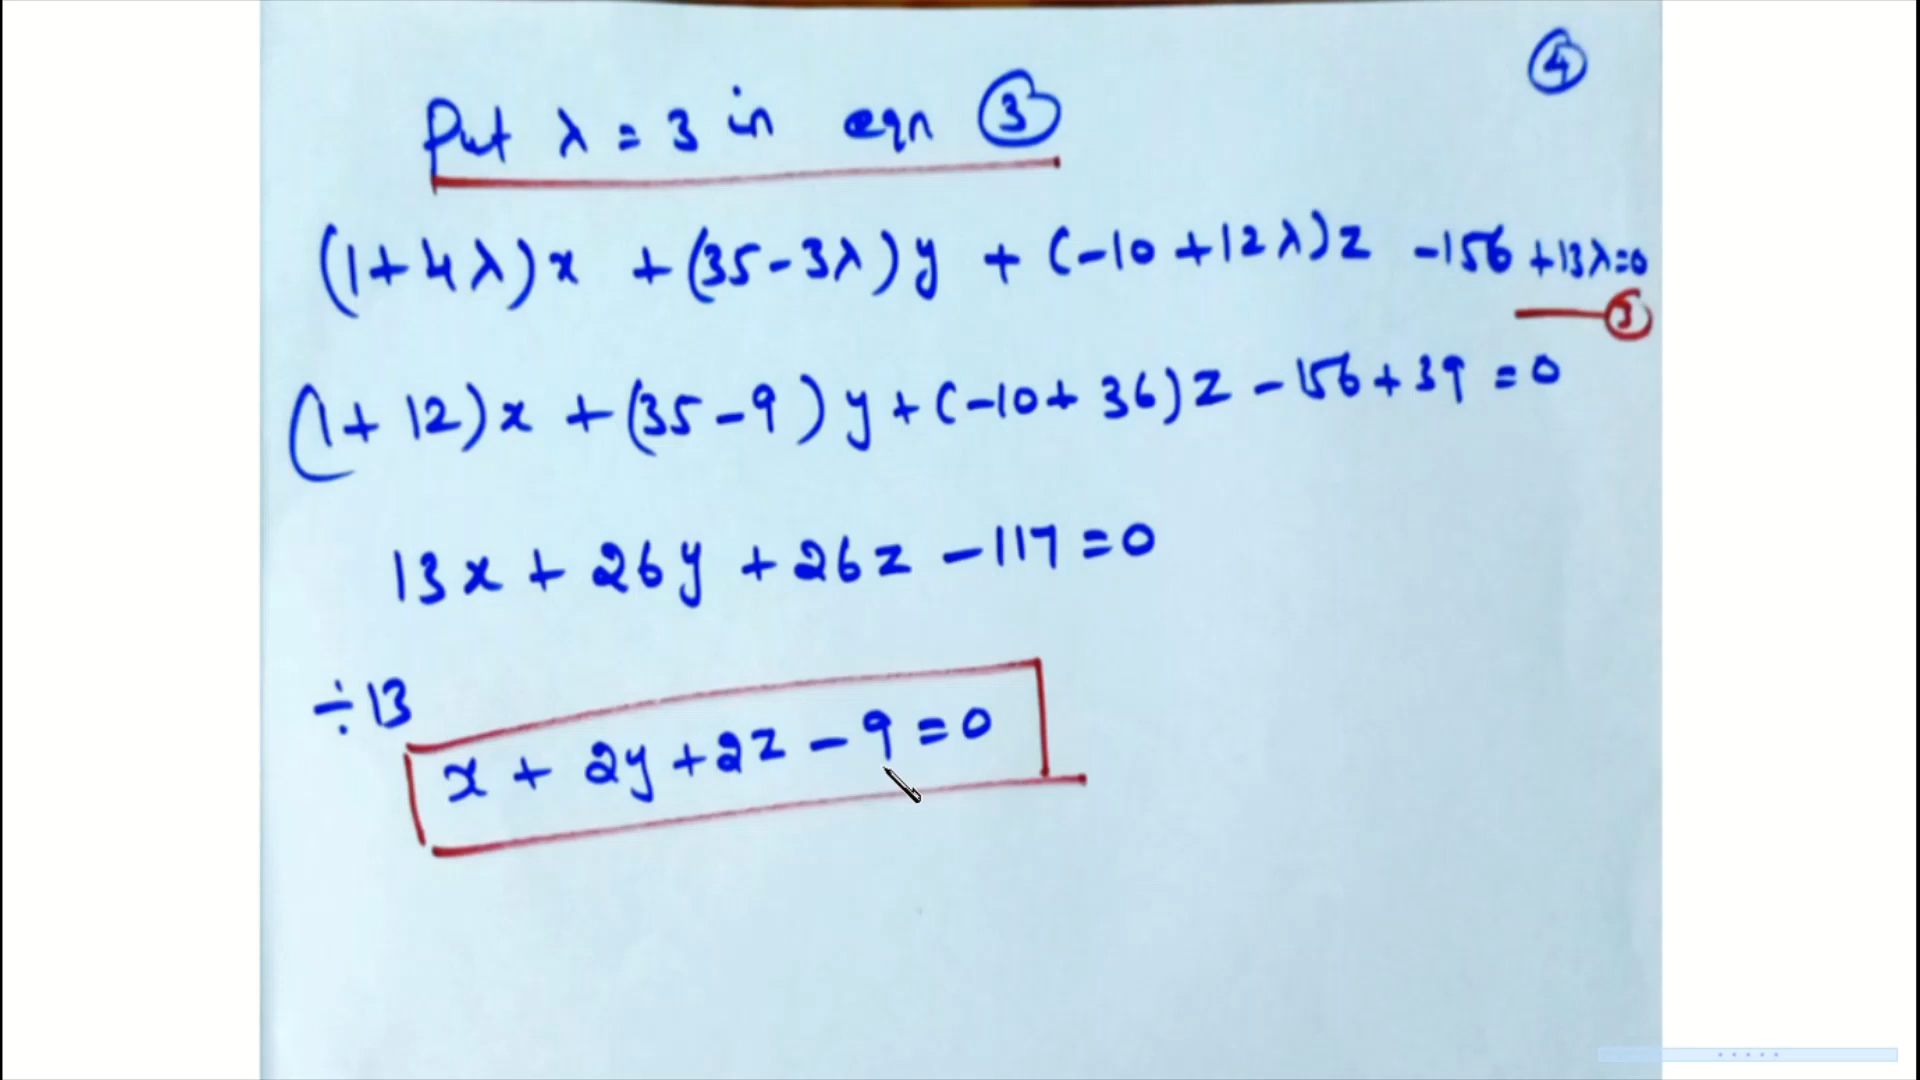 ④
Put λ = 3 in eqn ③
(1+4λ)x + (35-3λ)y + (-10+12λ)z -156 +13λ=0
③
(1+12)x + (35-9)y + (-10+36)z -156+39 = 0
13x + 26y + 26z - 117 = 0
÷13
x + 2y + 2z - 9 = 0